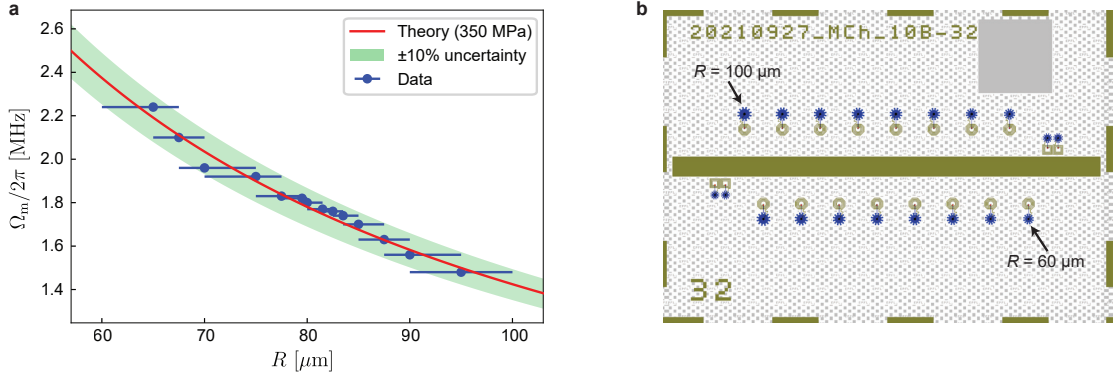 a
2.6
2.4
2.2
2.0
1.8
1.6
1.4
Ωm/2π [MHz]
60
70
80
90
100
R [μm]
Theory (350 MPa)
±10% uncertainty
Data
b
20210927_MCh_10B-32
R = 100 μm
R = 60 μm
32